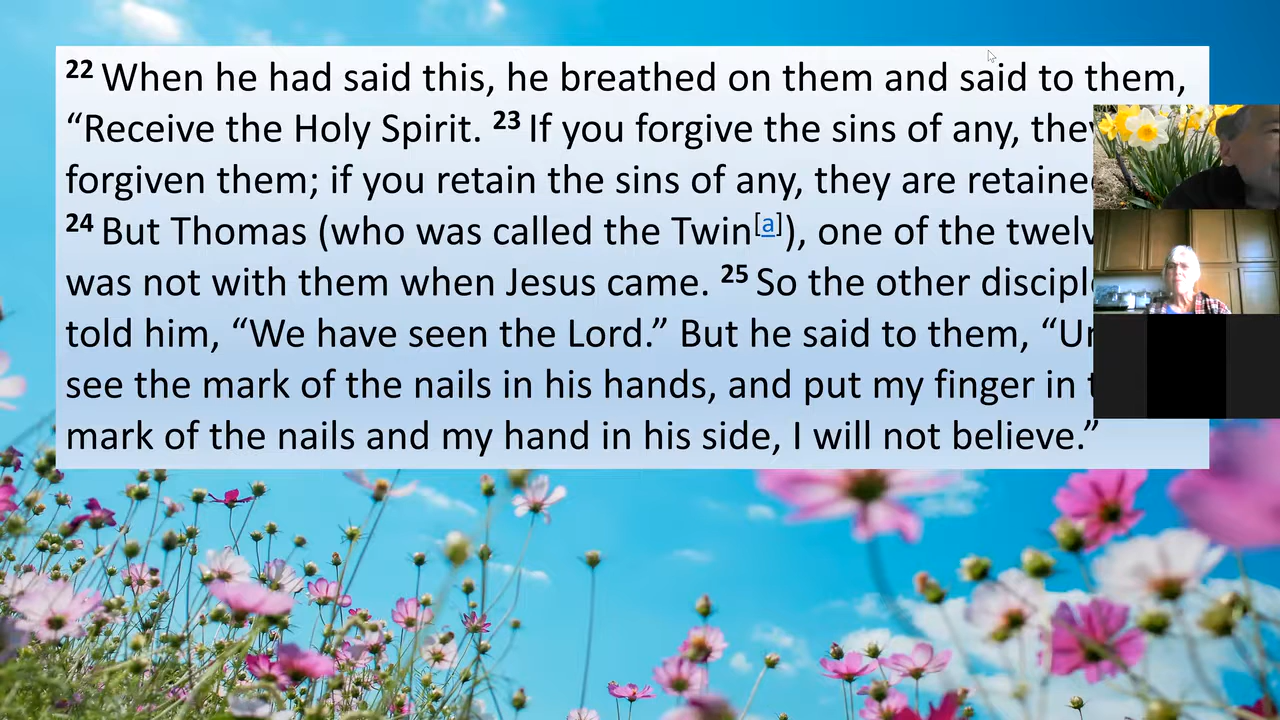 22 When he had said this, he breathed on them and said to them,
“Receive the Holy Spirit. 23 If you forgive the sins of any,
forgiven them; if you retain the sins of any, they are
24 But Thomas (who was called the Twin[a]), one of the
was not with them when Jesus came. 25 So the other
told him, “We have seen the Lord.” But he said to them,
see the mark of the nails in his hands, and put my finger in
mark of the nails and my hand in his side, I will not believe.”